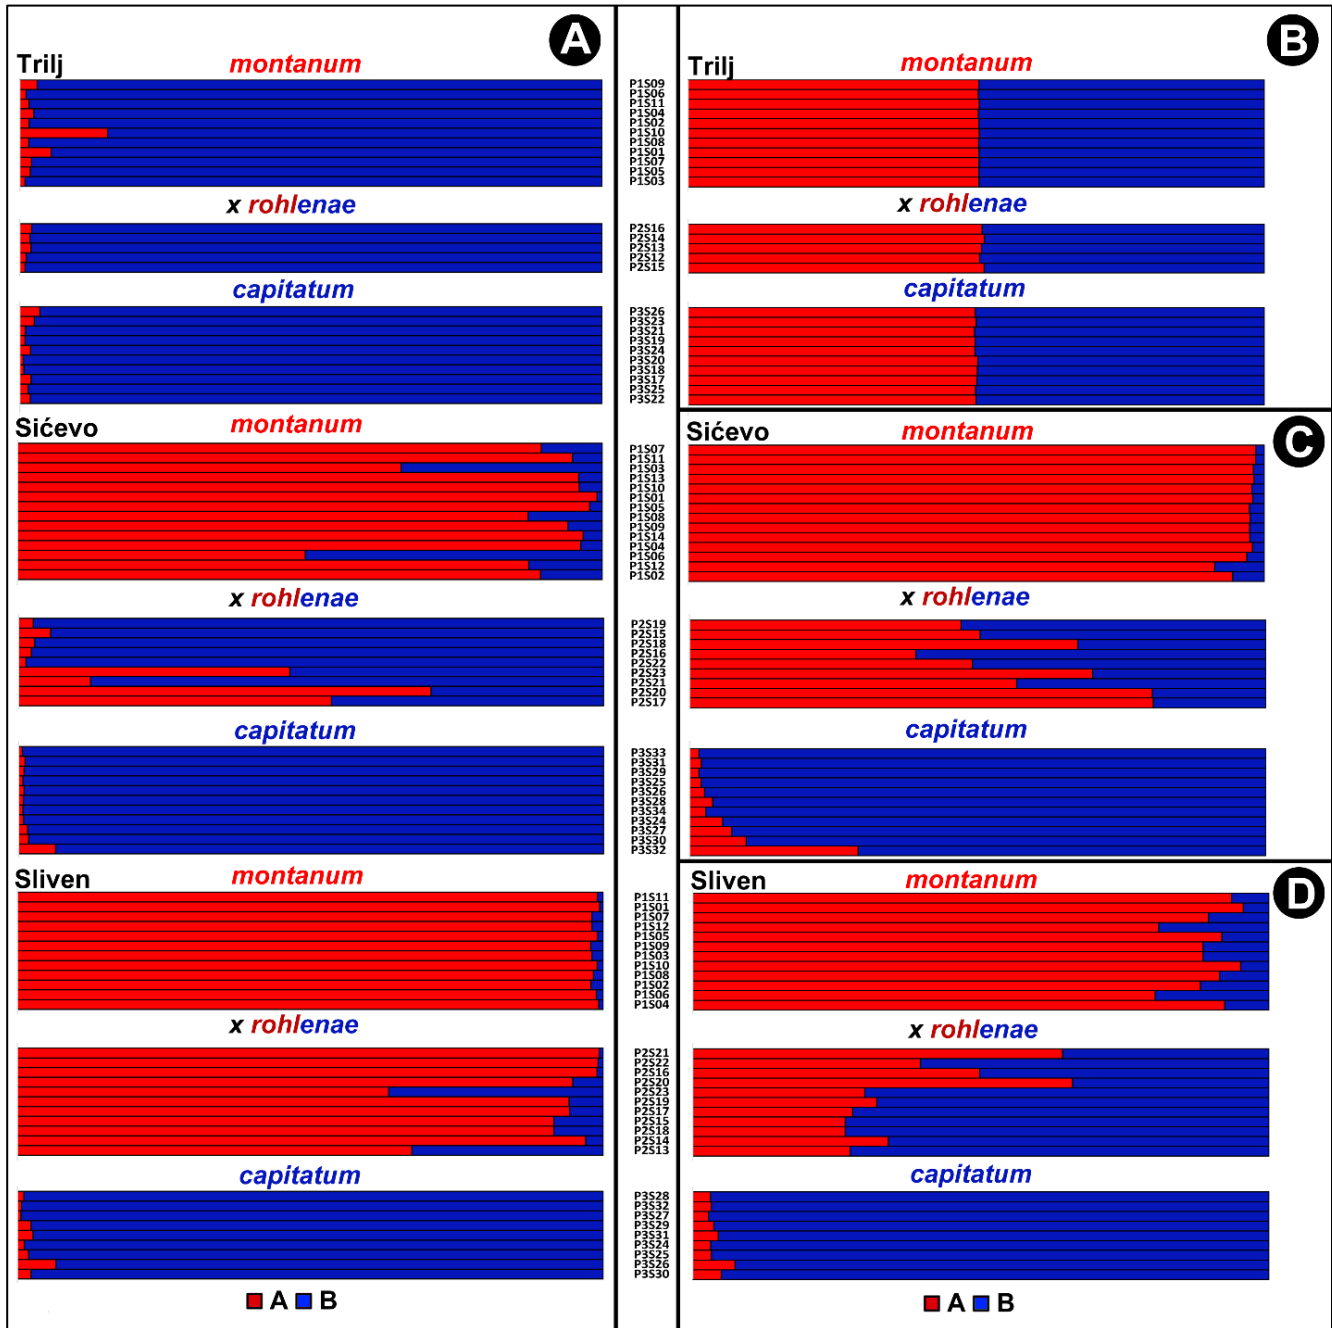 A
Trilj
montanum
P1S09
P1S06
P1S11
P1S04
P1S02
P1S10
P1S08
P1S01
P1S07
P1S05
P1S03
x rohlenae
P2S16
P2S14
P2S13
P2S12
P2S15
capitatum
P3S26
P3S23
P3S21
P3S19
P3S24
P3S20
P3S18
P3S17
P3S25
P3S22
Sićevo
montanum
P1S07
P1S11
P1S03
P1S13
P1S10
P1S01
P1S05
P1S08
P1S09
P1S14
P1S04
P1S06
P1S12
P1S02
x rohlenae
P2S19
P2S15
P2S18
P2S16
P2S22
P2S23
P2S21
P2S20
P2S17
capitatum
P3S33
P3S31
P3S29
P3S25
P3S26
P3S28
P3S34
P3S24
P3S27
P3S30
P3S32
Sliven
montanum
P1S11
P1S01
P1S07
P1S12
P1S05
P1S09
P1S03
P1S10
P1S08
P1S02
P1S06
P1S04
x rohlenae
P2S21
P2S22
P2S16
P2S20
P2S23
P2S19
P2S17
P2S15
P2S18
P2S14
P2S13
capitatum
P3S28
P3S32
P3S27
P3S29
P3S31
P3S24
P3S25
P3S26
P3S30
A B
B
Trilj
montanum
x rohlenae
capitatum
C
Sićevo
montanum
x rohlenae
capitatum
D
Sliven
montanum
x rohlenae
capitatum
A B